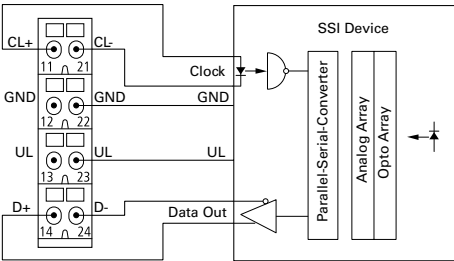 SSI Device
CL+ CL-
11 21
Clock
GND GND GND
12 22
UL UL UL
13 23
D+ D- Data Out
14 24
Parallel-Serial-Converter
Analog Array
Opto Array